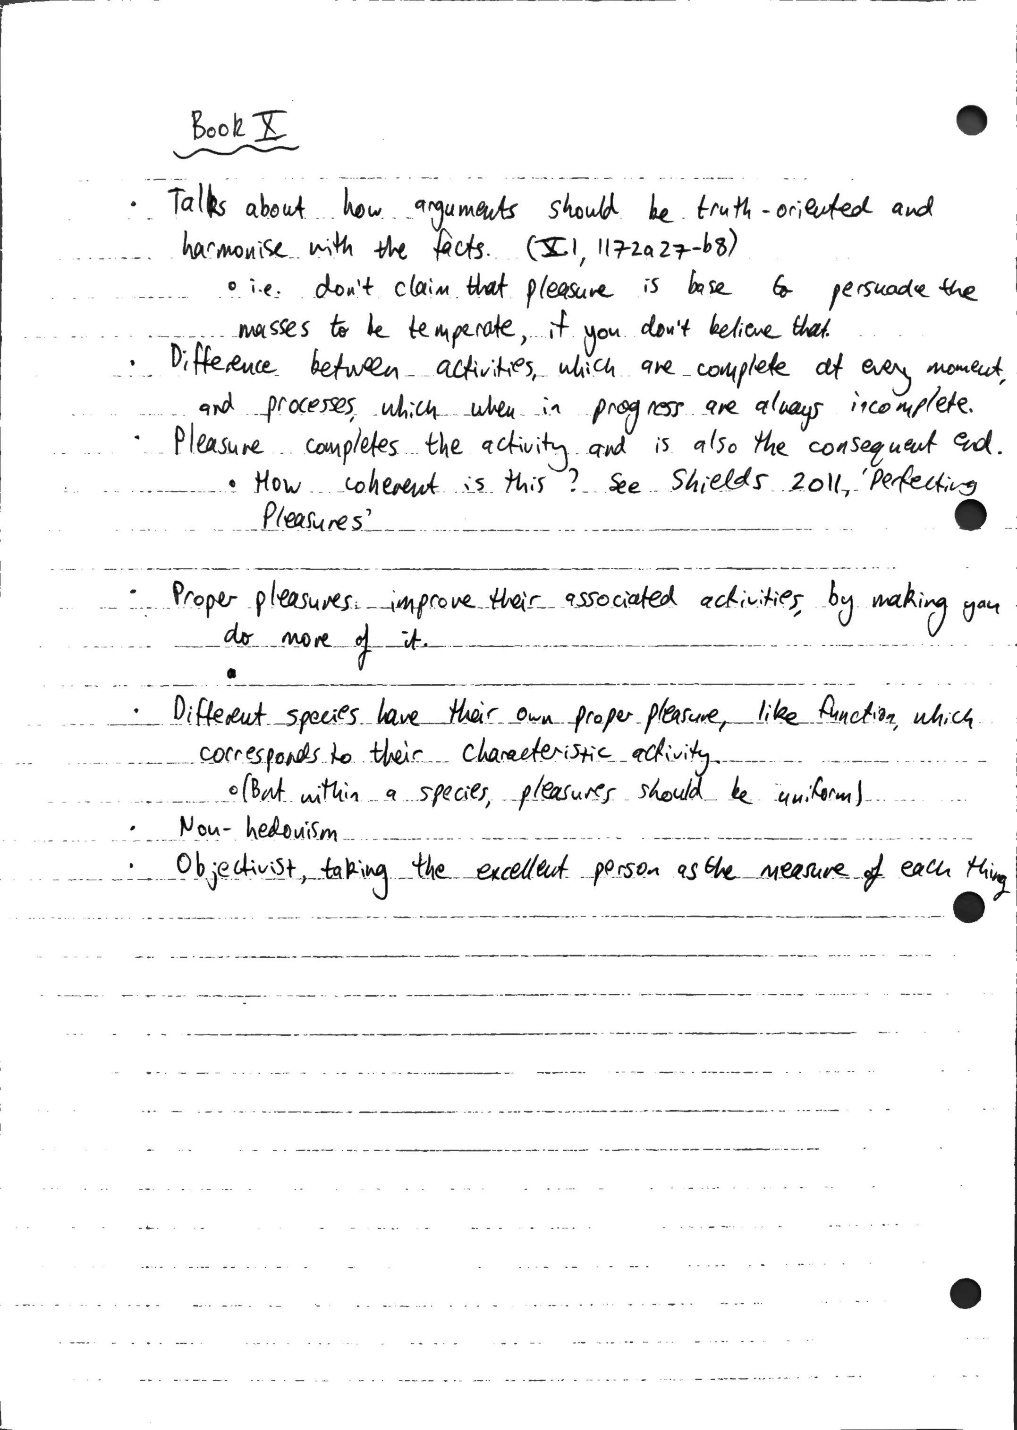 Book X
• Talks about how arguments should be truth-oriented and
harmonise with the facts. (X 1, 1172a27-b8)
o i.e. don't claim that pleasure is base to persuade the
masses to be temperate, if you don't believe that.
• Difference between activities, which are complete at every moment,
and processes, which when in progress are always incomplete.
• Pleasure completes the activity and is also the consequent end.
• How coherent is this? See Shields 2011, 'Perfecting
Pleasures'
• Proper pleasures: improve their associated activities, by making you
do more of it.
•
• Different species have their own proper pleasure, like function, which
corresponds to their characteristic activity.
o (But within a species, pleasures should be uniform)
• Non-hedonism
• Objectivist, taking the excellent person as the measure of each thing